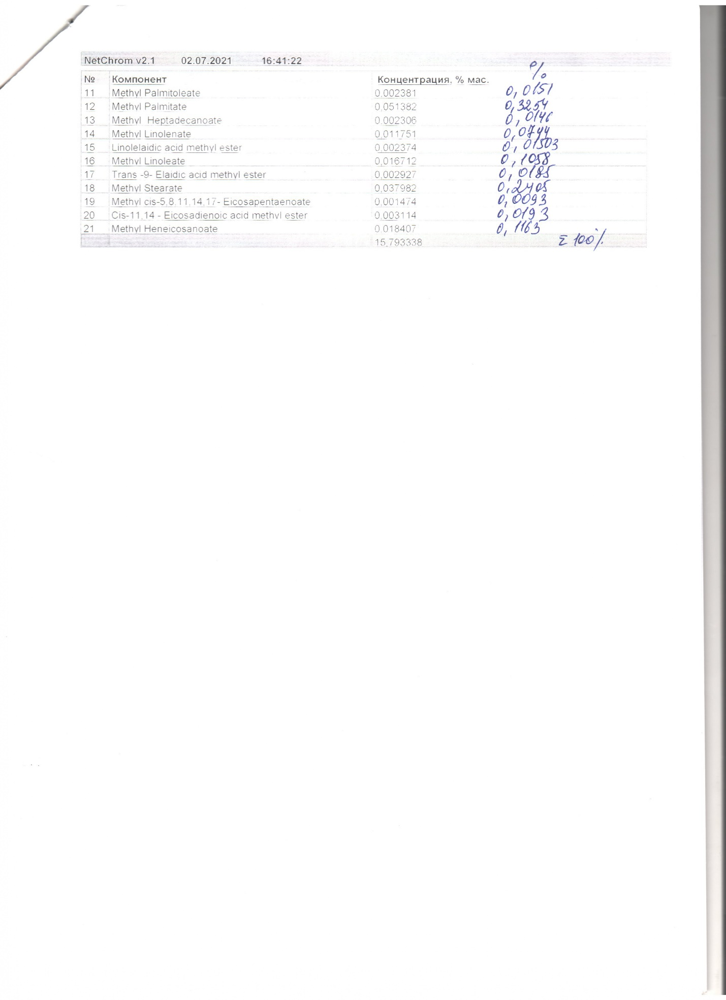 NetChrom v2.1 02.07.2021 16:41:22
%
№ Компонент Концентрация, % мас.
11 Methyl Palmitoleate 0,002381 0,0151
12 Methyl Palmitate 0,051382 0,3254
13 Methyl Heptadecanoate 0,002306 0,0146
14 Methyl Linolenate 0,011751 0,0744
15 Linolelaidic acid methyl ester 0,002374 0,01503
16 Methyl Linoleate 0,016712 0,1058
17 Trans -9- Elaidic acid methyl ester 0,002927 0,0185
18 Methyl Stearate 0,037982 0,2405
19 Methyl cis-5,8,11,14,17- Eicosapentaenoate 0,001474 0,0093
20 Cis-11,14 - Eicosadienoic acid methyl ester 0,003114 0,0193
21 Methyl Heneicosanoate 0,018407 0,1163
15,793338 Σ 100%